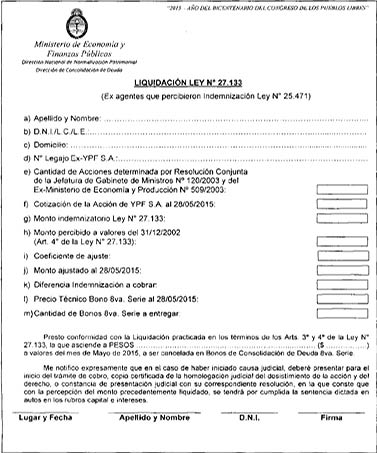 "2015 - AÑO DEL BICENTENARIO DEL CONGRESO DE LOS PUEBLOS LIBRES"
Ministerio de Economía y
Finanzas Públicas
Dirección Nacional de Normalización Patrimonial
Dirección de Consolidación de Deuda
LIQUIDACIÓN LEY N° 27.133
(Ex agentes que percibieron Indemnización Ley N° 25.471)
a) Apellido y Nombre:
b) D.N.I./L.C./L.E.:
c) Domicilio:
d) N° Legajo Ex-YPF S.A.:
e) Cantidad de Acciones determinada por Resolución Conjunta
de la Jefatura de Gabinete de Ministros N° 120/2003 y del
Ex-Ministerio de Economía y Producción N° 509/2003:
f) Cotización de la Acción de YPF S.A. al 28/05/2015:
g) Monto indemnizatorio Ley N° 27.133:
h) Monto percibido a valores del 31/12/2002
(Art. 4° de la Ley N° 27.133):
i) Coeficiente de ajuste:
j) Monto ajustado al 28/05/2015:
k) Diferencia Indemnización a cobrar:
l) Precio Técnico Bono 8va. Serie al 28/05/2015:
m) Cantidad de Bonos 8va. Serie a entregar:
Presto conformidad con la Liquidación practicada en los términos de los Arts. 3° y 4° de la Ley N°
27.133, la que asciende a PESOS ($ )
a valores del mes de Mayo de 2015, a ser cancelada en Bonos de Consolidación de Deuda 8va. Serie.
Me notifico expresamente que en el caso de haber iniciado causa judicial, deberé presentar para el
inicio del trámite de cobro, copia certificada de la homologación judicial del desistimiento de la acción y del
derecho, o constancia de presentación judicial con su correspondiente resolución, en la que conste que
con la percepción del monto precedentemente liquidado, se tendrá por cumplida la sentencia dictada en
autos en los rubros capital e intereses.
Lugar y Fecha Apellido y Nombre D.N.I. Firma